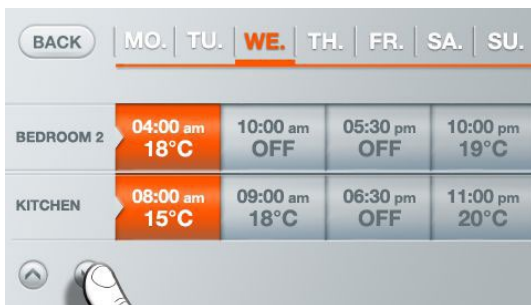 BACK MO. TU. WE. TH. FR. SA. SU.
BEDROOM 2 04:00 am 10:00 am 05:30 pm 10:00 pm
18°C OFF OFF 19°C
KITCHEN 08:00 am 09:00 am 06:30 pm 11:00 pm
15°C 18°C OFF 20°C